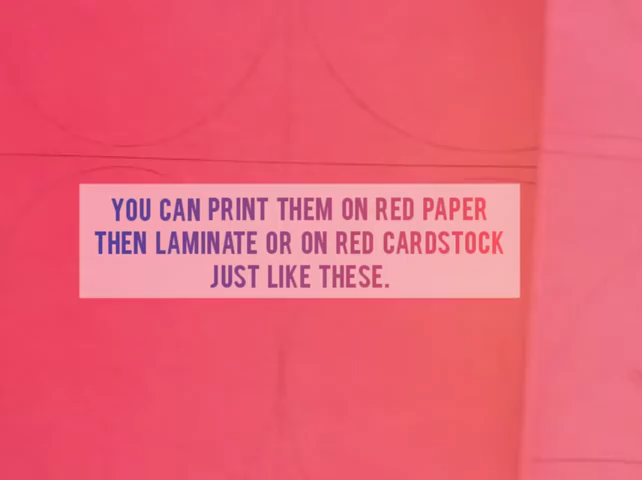 YOU CAN PRINT THEM ON RED PAPER
THEN LAMINATE OR ON RED CARDSTOCK
JUST LIKE THESE.